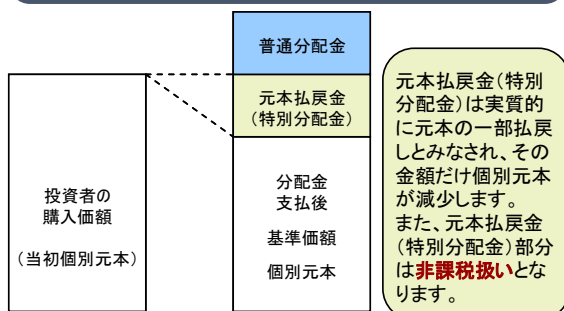 普通分配金
元本払戻金
(特別分配金)
投資者の
購入価額
(当初個別元本)
分配金
支払後
基準価額
個別元本
元本払戻金(特別
分配金)は実質的
に元本の一部払戻
しとみなされ、その
金額だけ個別元本
が減少します。
また、元本払戻金
(特別分配金)部分
は非課税扱いとな
ります。